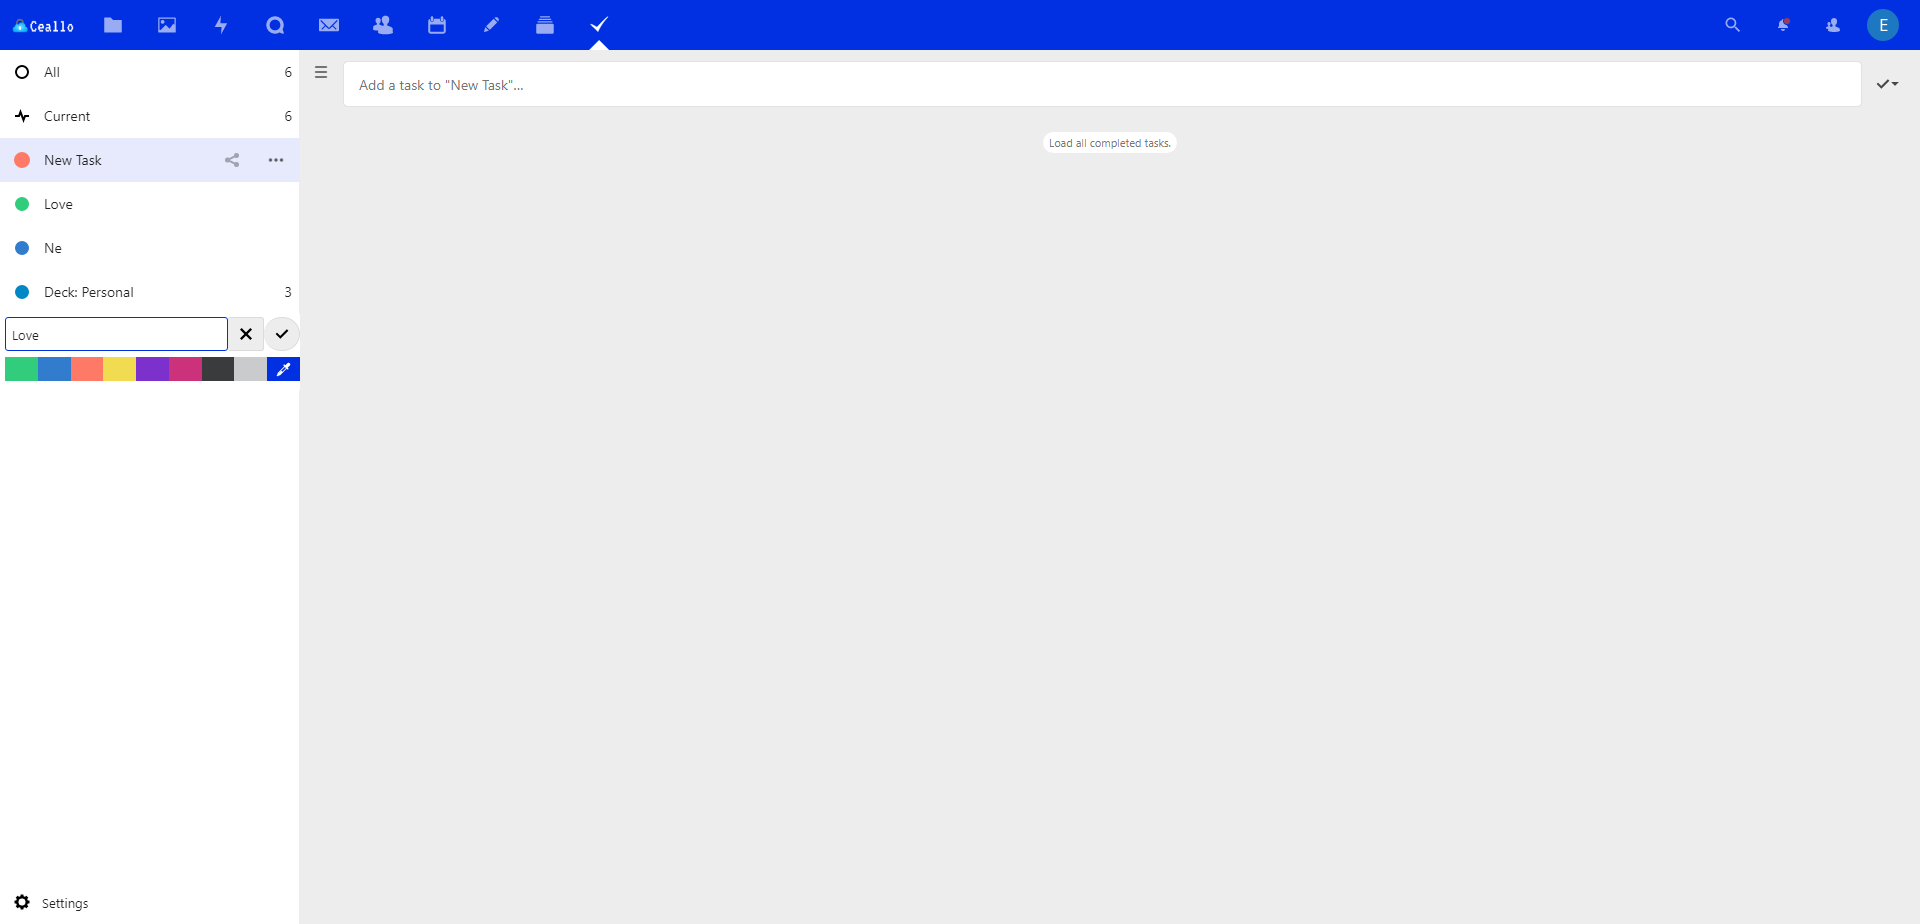 Ceallo
E
All 6
Current 6
New Task
Love
Ne
Deck: Personal 3
Love
Settings
Add a task to "New Task"...
Load all completed tasks.